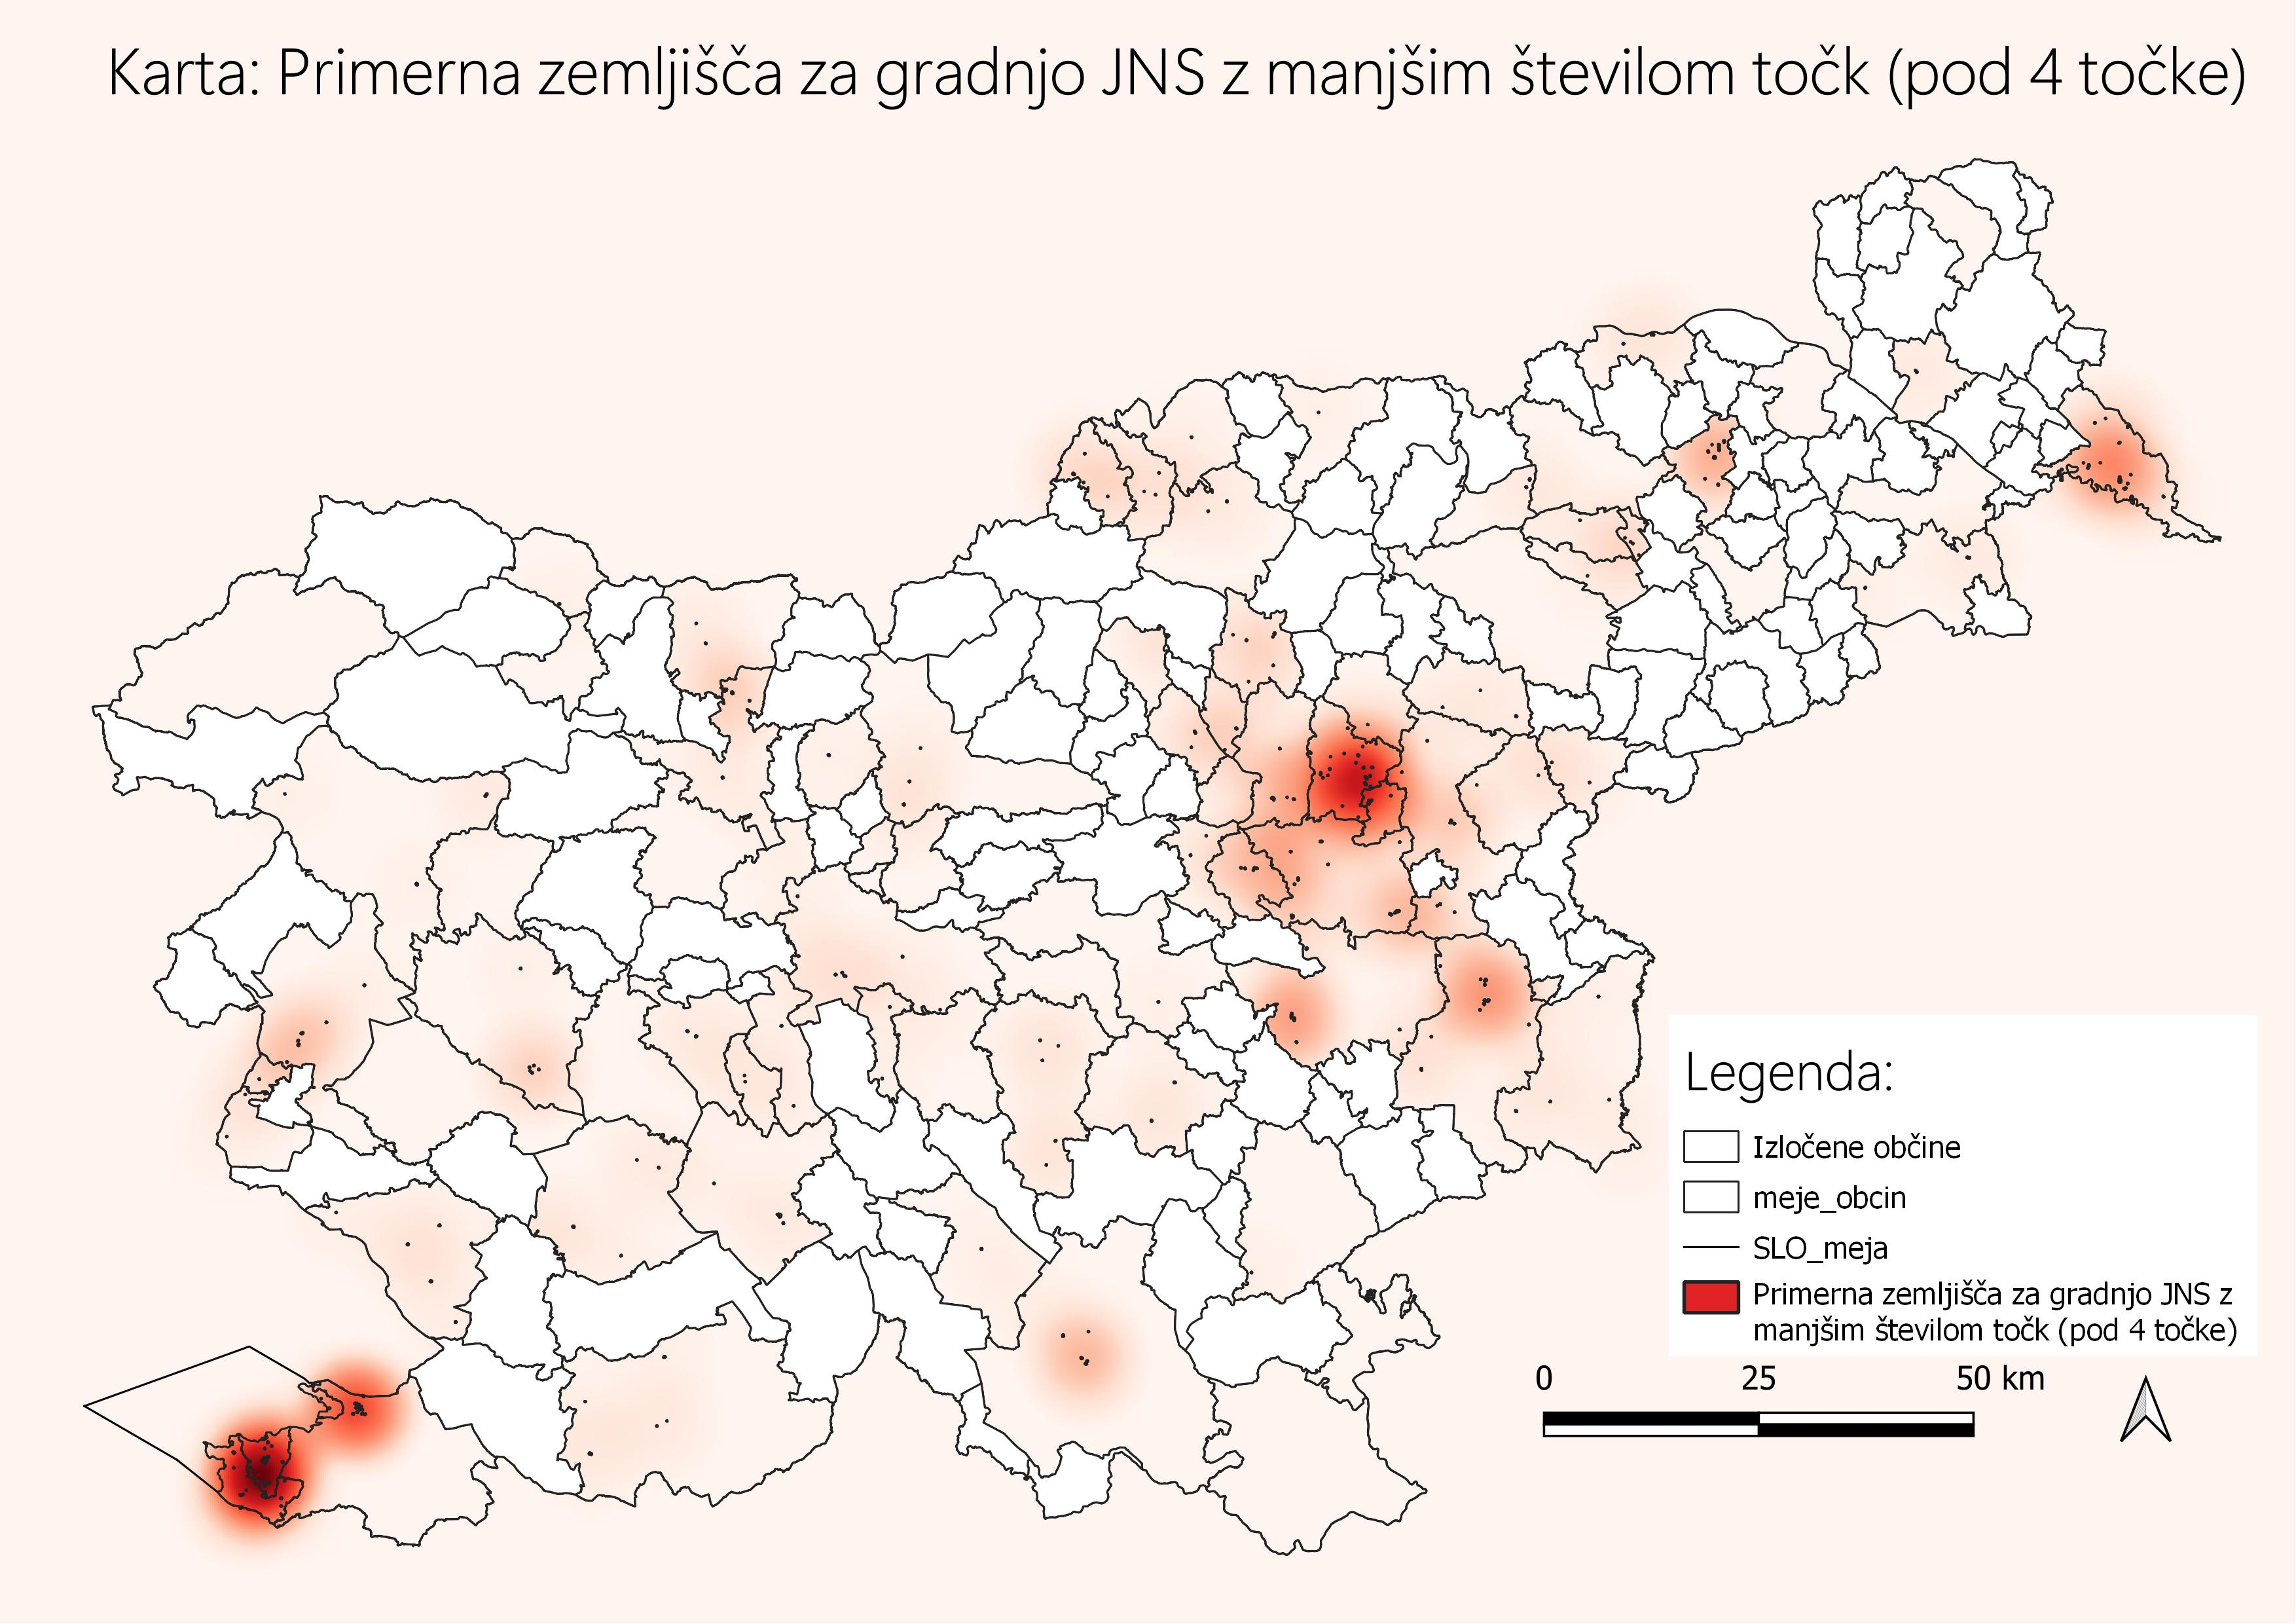 Karta: Primerna zemljišča za gradnjo JNS z manjšim številom točk (pod 4 točke)
Legenda:
Izločene občine
meje_obcin
SLO_meja
Primerna zemljišča za gradnjo JNS z
manjšim številom točk (pod 4 točke)
0 25 50 km